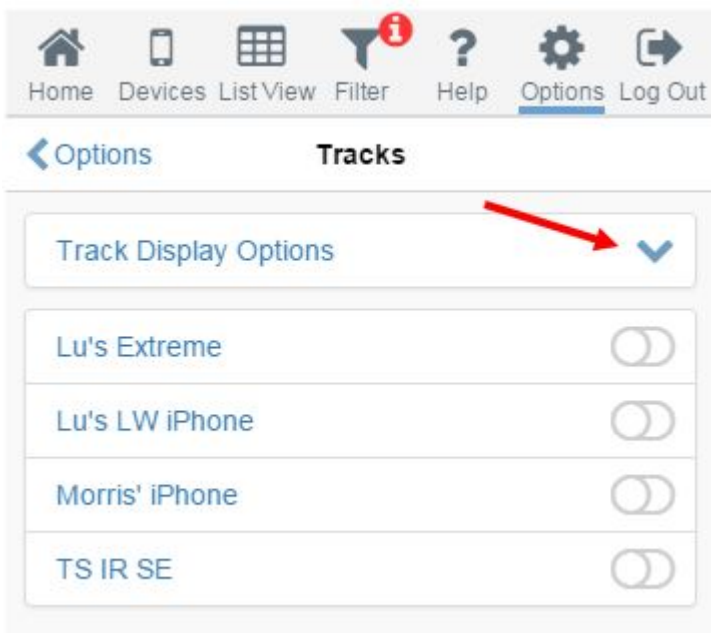 Home Devices List View Filter Help Options Log Out
Options Tracks
Track Display Options
Lu's Extreme
Lu's LW iPhone
Morris' iPhone
TS IR SE